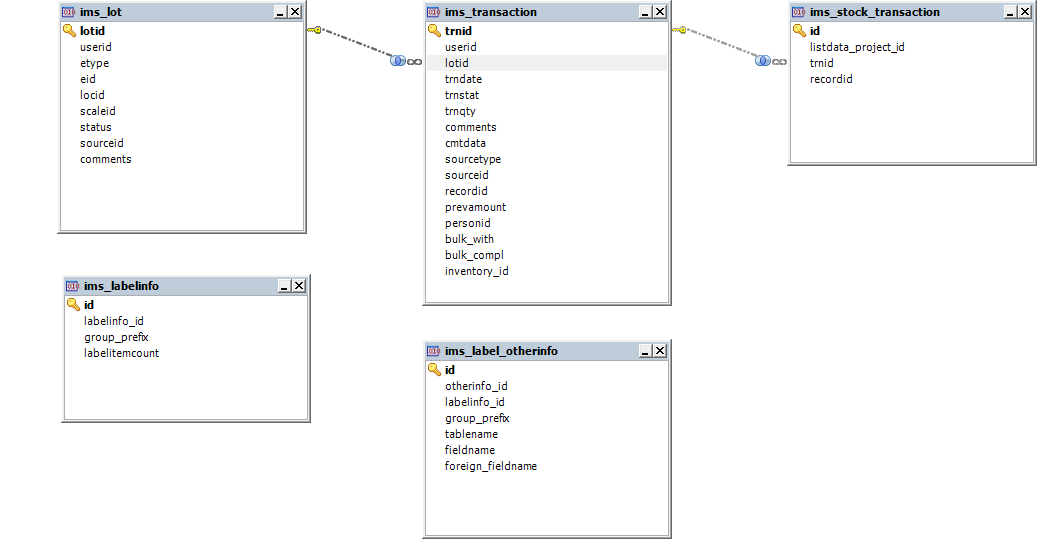 ims_lot
lotid
userid
etype
eid
locid
scaleid
status
sourceid
comments
ims_transaction
trnid
userid
lotid
trndate
trnstat
trnqty
comments
cmtdata
sourcetype
sourceid
recordid
prevamount
personid
bulk_with
bulk_compl
inventory_id
ims_stock_transaction
id
listdata_project_id
trnid
recordid
ims_labelinfo
id
labelinfo_id
group_prefix
labelitemcount
ims_label_otherinfo
id
otherinfo_id
labelinfo_id
group_prefix
tablename
fieldname
foreign_fieldname